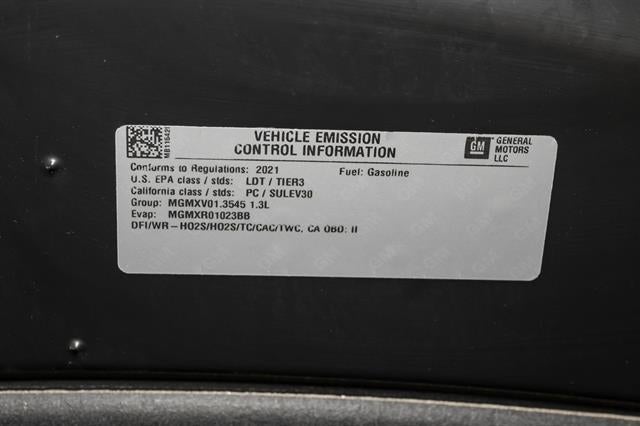 VEHICLE EMISSION
CONTROL INFORMATION
GM GENERAL
MOTORS
LLC
Conforms to Regulations: 2021 Fuel: Gasoline
U.S. EPA class / stds: LDT / TIER3
California class / stds: PC / SULEV30
Group: MGMXV01.3545 1.3L
Evap: MGMXR01023BB
DFI/WR-HO2S/HO2S/TC/CAC/TWC, CA OBD: II